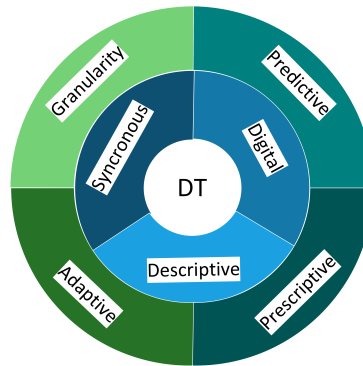 Granularity
Predictive
Syncronous
Digital
DT
Descriptive
Adaptive
Prescriptive